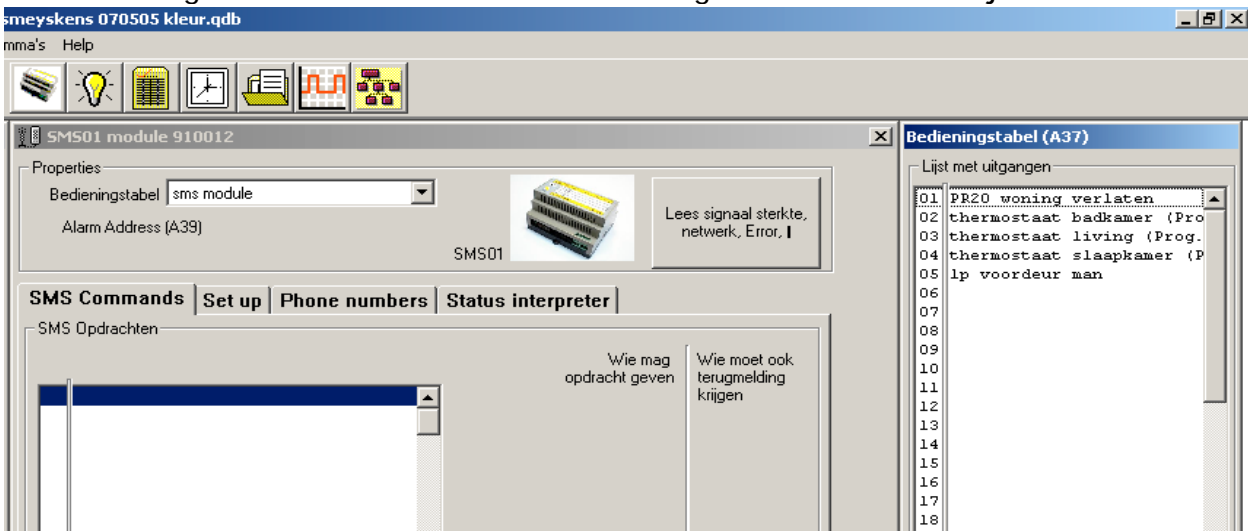 smeyskens 070505 kleur.qdb
mma's Help
SMS01 module 910012
Properties
Bedieningstabel sms module
Alarm Address (A39)
SMS01
Lees signaal sterkte,
netwerk, Error, I
SMS Commands Set up Phone numbers Status interpreter
SMS Opdrachten
Wie mag
opdracht geven
Wie moet ook
terugmelding
krijgen
Bedieningstabel (A37)
Lijst met uitgangen
01 PR20 woning verlaten
02 thermostaat badkamer (Pro
03 thermostaat living (Prog.
04 thermostaat slaapkamer (P
05 lp voordeur man
06
07
08
09
10
11
12
13
14
15
16
17
18